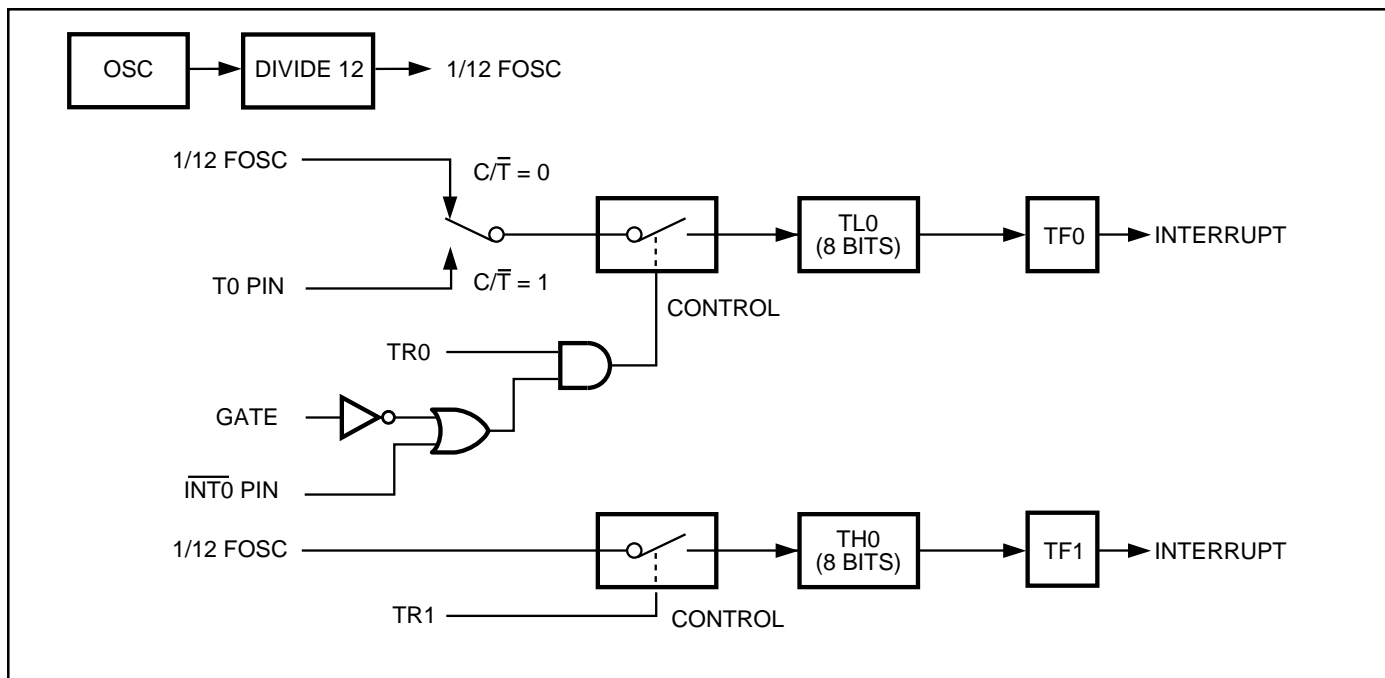 OSC
DIVIDE 12
1/12 FOSC
1/12 FOSC
C/T̅ = 0
T0 PIN
C/T̅ = 1
TL0
(8 BITS)
TF0
INTERRUPT
CONTROL
TR0
GATE
I̅N̅T̅0̅ PIN
1/12 FOSC
TH0
(8 BITS)
TF1
INTERRUPT
TR1
CONTROL